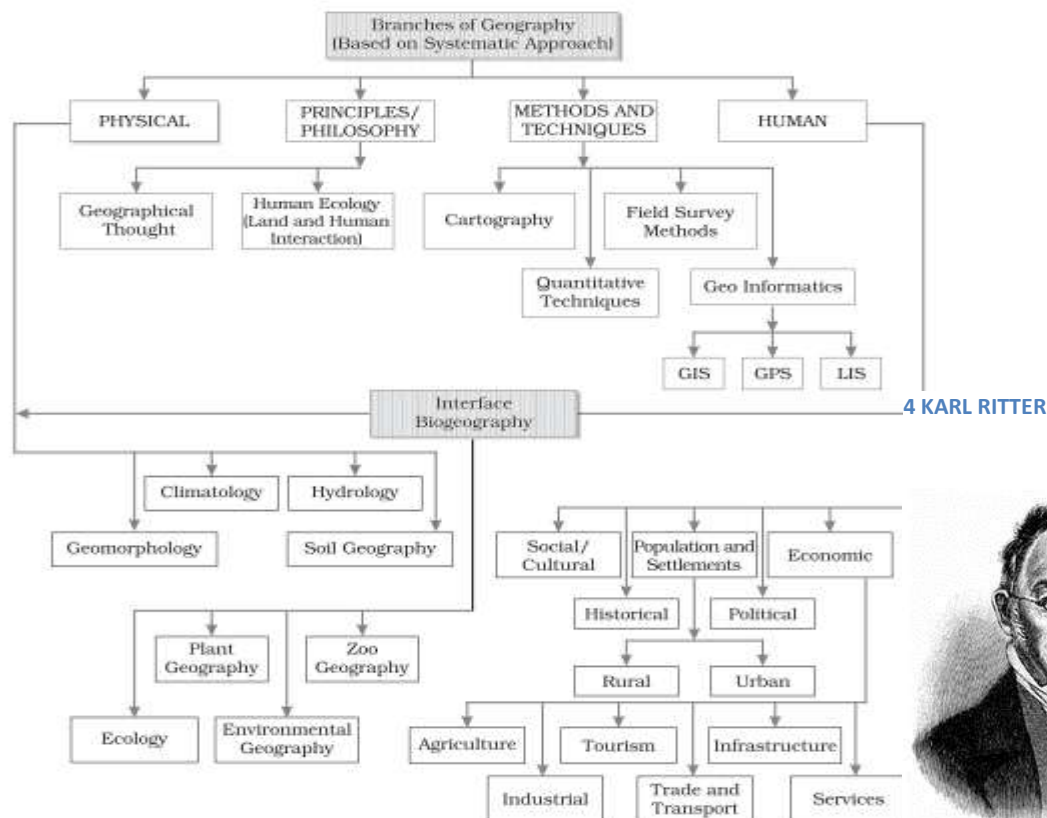 Branches of Geography
(Based on Systematic Approach)
PHYSICAL
PRINCIPLES/
PHILOSOPHY
METHODS AND
TECHNIQUES
HUMAN
Geographical
Thought
Human Ecology
(Land and Human
Interaction)
Cartography
Field Survey
Methods
Quantitative
Techniques
Geo Informatics
GIS
GPS
LIS
Interface
Biogeography
4 KARL RITTER
Climatology
Hydrology
Geomorphology
Soil Geography
Social/
Cultural
Population and
Settlements
Economic
Historical
Political
Rural
Urban
Plant
Geography
Zoo
Geography
Ecology
Environmental
Geography
Agriculture
Tourism
Infrastructure
Industrial
Trade and
Transport
Services